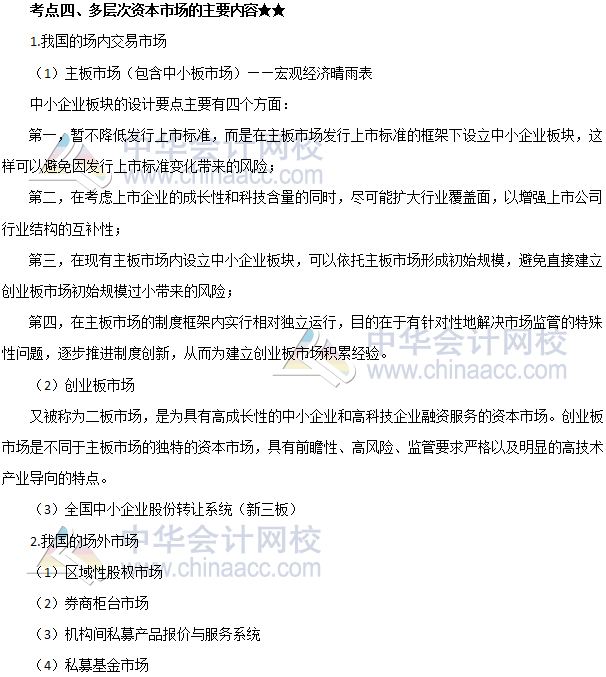 考点四、多层次资本市场的主要内容★★
1.我国的场内交易市场
（1）主板市场（包含中小板市场）——宏观经济晴雨表
中小企业板块的设计要点主要有四个方面：
第一，暂不降低发行上市标准，而是在主板市场发行上市标准的框架下设立中小企业板块，这
样可以避免因发行上市标准变化带来的风险；
第二，在考虑上市企业的成长性和科技含量的同时，尽可能扩大行业覆盖面，以增强上市公司
行业结构的互补性；
第三，在现有主板市场内设立中小企业板块，可以依托主板市场形成初始规模，避免直接建立
创业板市场初始规模过小带来的风险；
第四，在主板市场的制度框架内实行相对独立运行，目的在于有针对性地解决市场监管的特殊
性问题，逐步推进制度创新，从而为建立创业板市场积累经验。
（2）创业板市场
又被称为二板市场，是为具有高成长性的中小企业和高科技企业融资服务的资本市场。创业板
市场是不同于主板市场的独特的资本市场，具有前瞻性、高风险、监管要求严格以及明显的高技术
产业导向的特点。
（3）全国中小企业股份转让系统（新三板）
2.我国的场外市场
（1）区域性股权市场
（2）券商柜台市场
（3）机构间私募产品报价与服务系统
（4）私募基金市场
中华会计网校
www.chinaacc.com
中华会计网校
www.chinaacc.com
中华会计网校
www.chinaacc.com